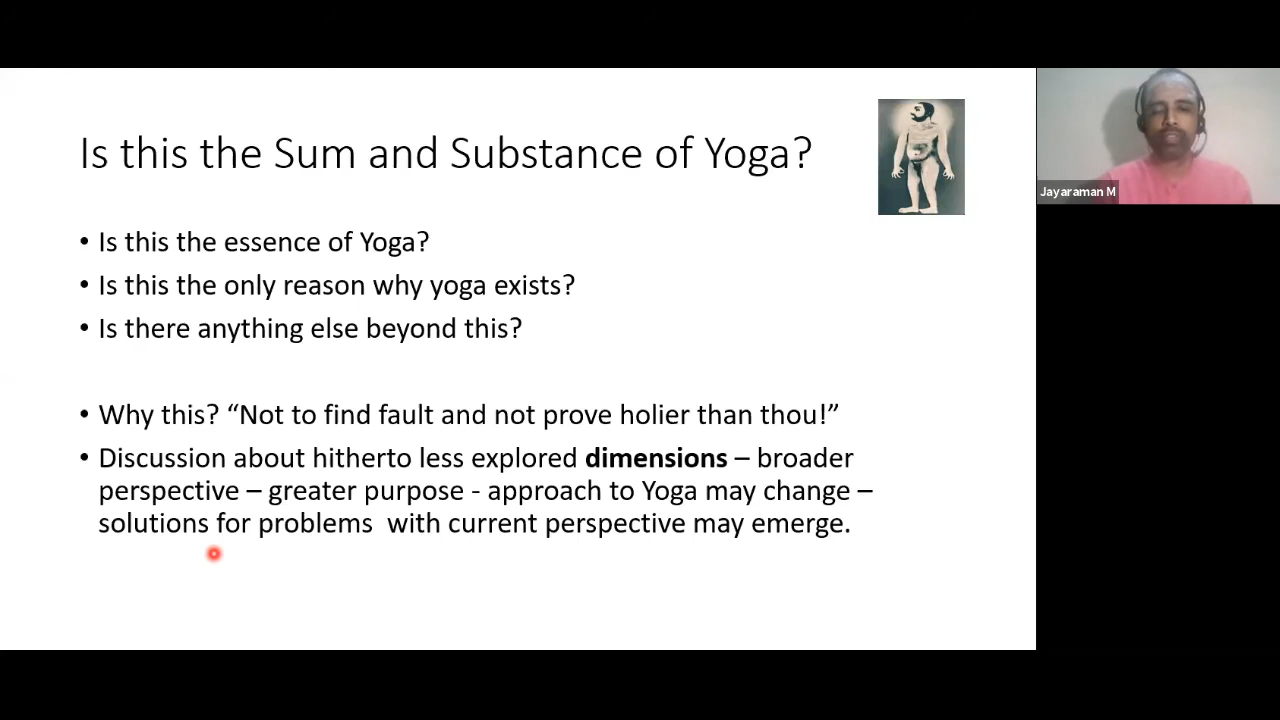 Is this the Sum and Substance of Yoga?
• Is this the essence of Yoga?
• Is this the only reason why yoga exists?
• Is there anything else beyond this?
• Why this? “Not to find fault and not prove holier than thou!”
• Discussion about hitherto less explored dimensions – broader
perspective – greater purpose - approach to Yoga may change –
solutions for problems  with current perspective may emerge.
Jayaraman M